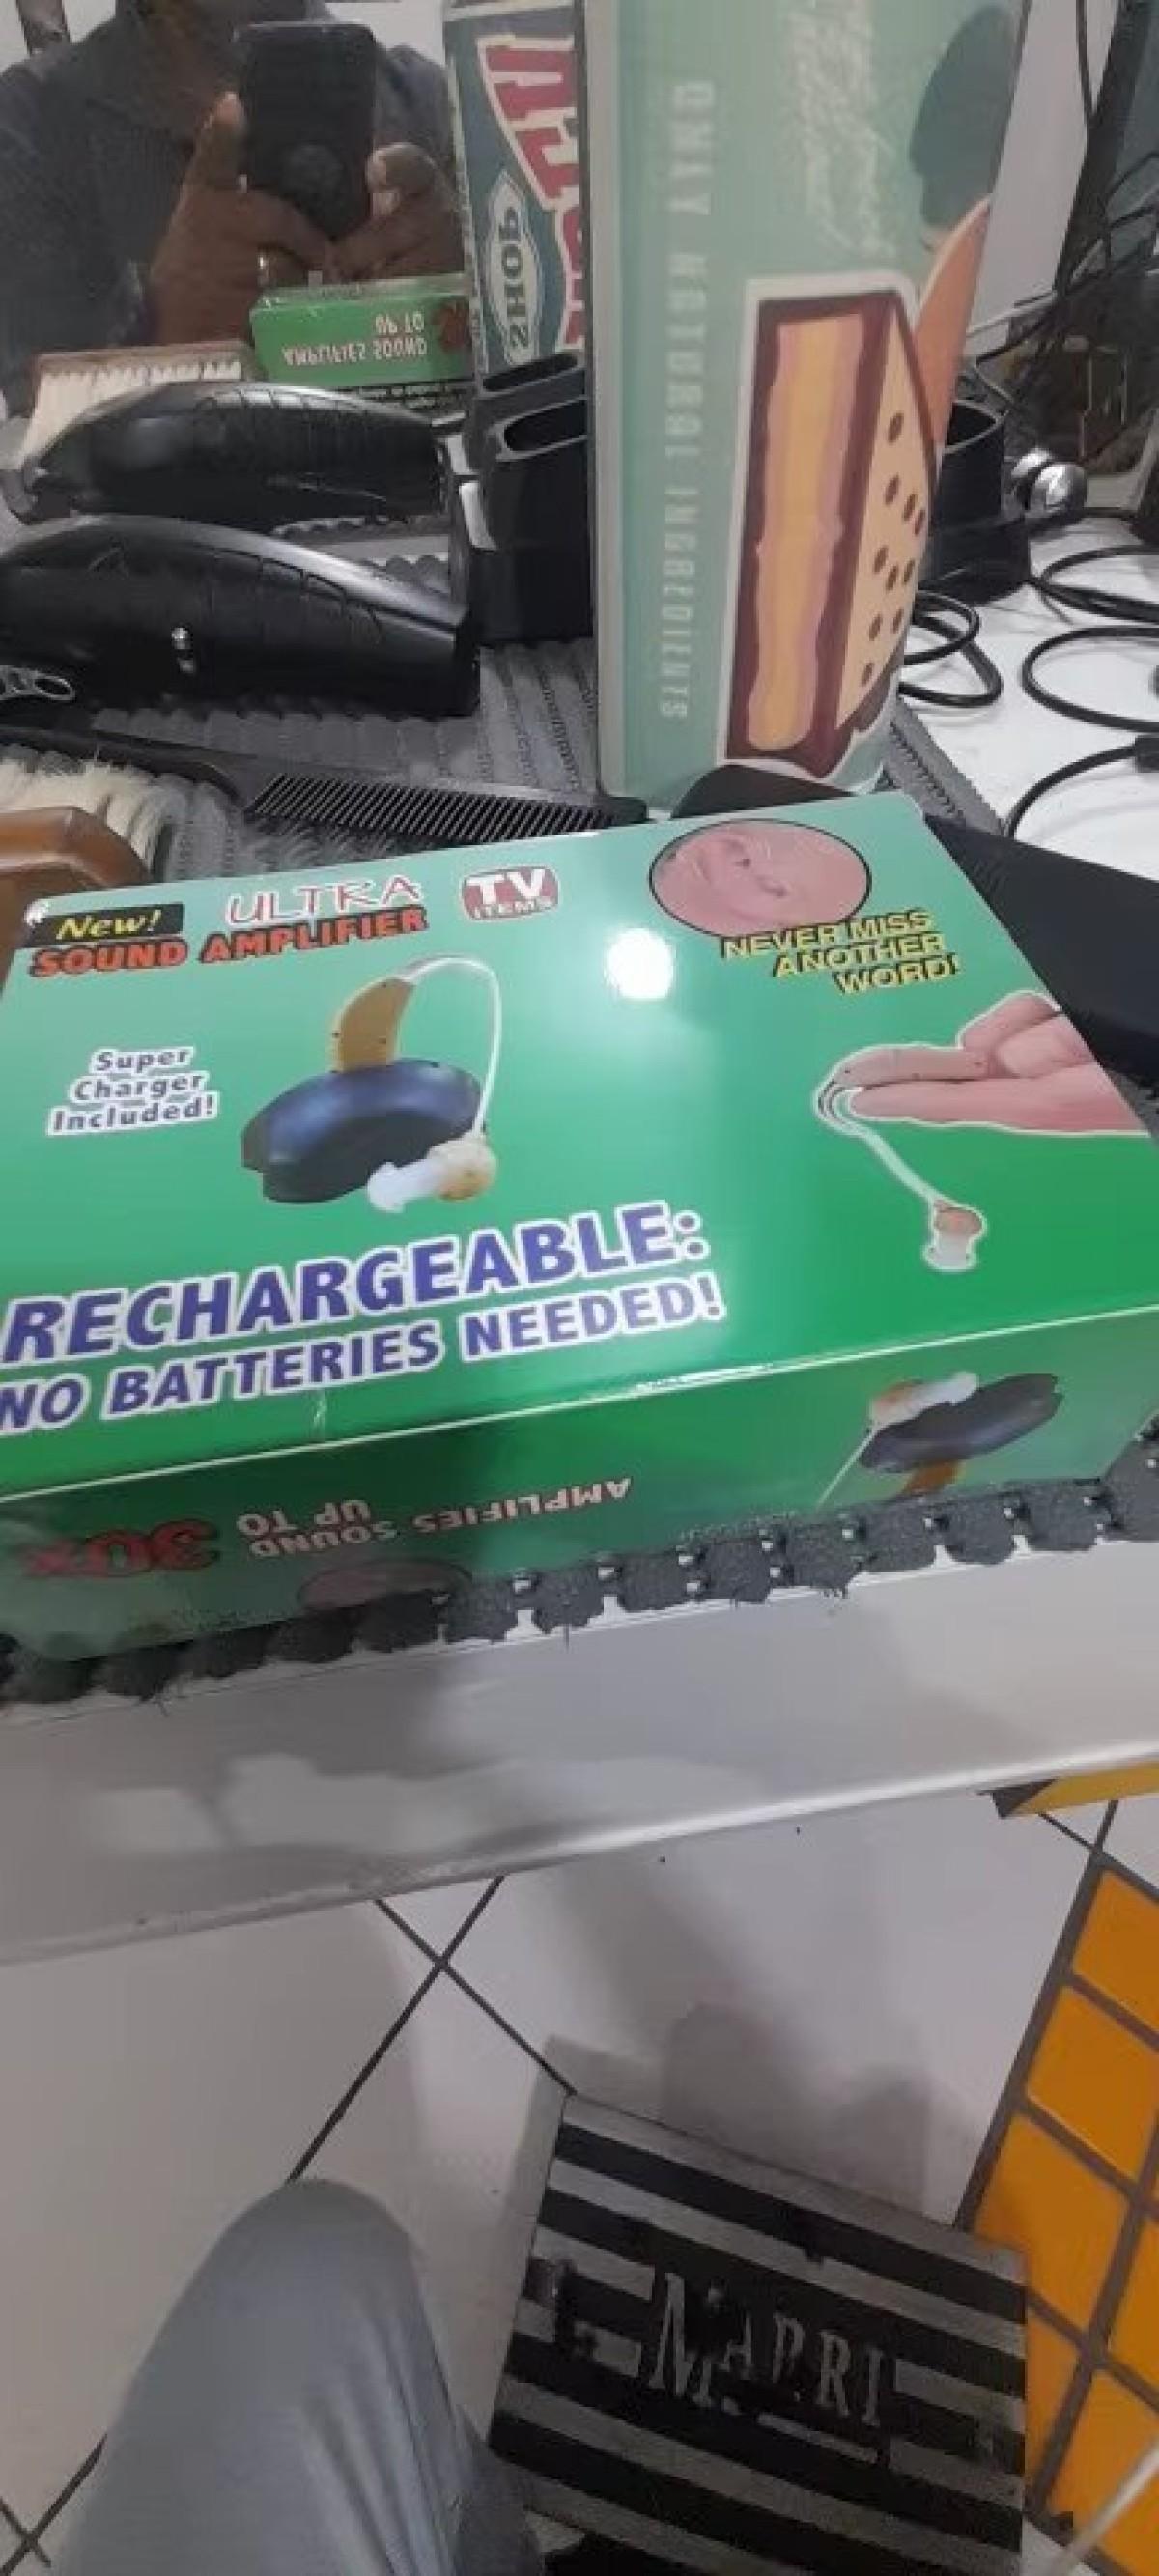 SHOP
UP TO
AMPLIFIES SOUND
ONLY NATURAL INGREDIENTS
New!
ULTRA
SOUND AMPLIFIER
TV
ITEMS
NEVER MISS
ANOTHER
WORD!
Super
Charger
Included!
RECHARGEABLE:
NO BATTERIES NEEDED!
AMPLIFIES SOUND
UP TO
30X